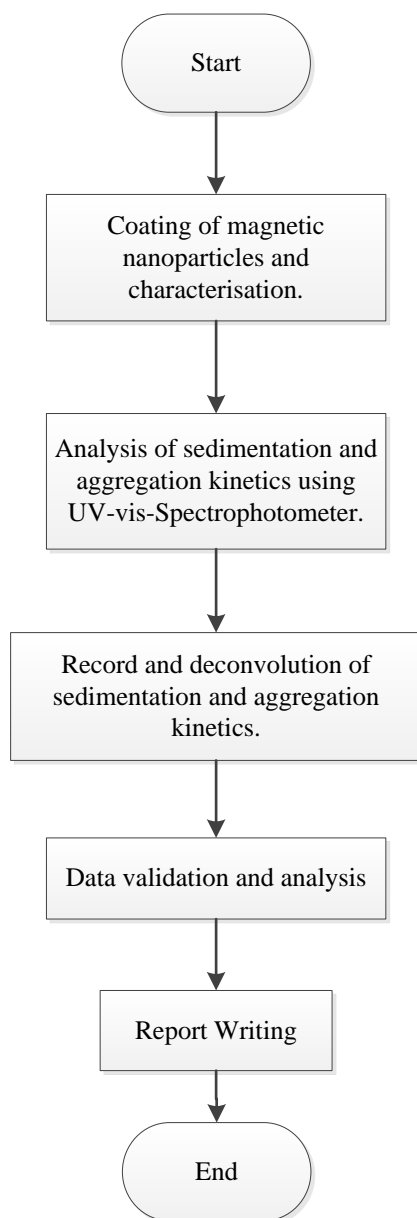 Start
Coating of magnetic
nanoparticles and
characterisation.
Analysis of sedimentation and
aggregation kinetics using
UV-vis-Spectrophotometer.
Record and deconvolution of
sedimentation and aggregation
kinetics.
Data validation and analysis
Report Writing
End